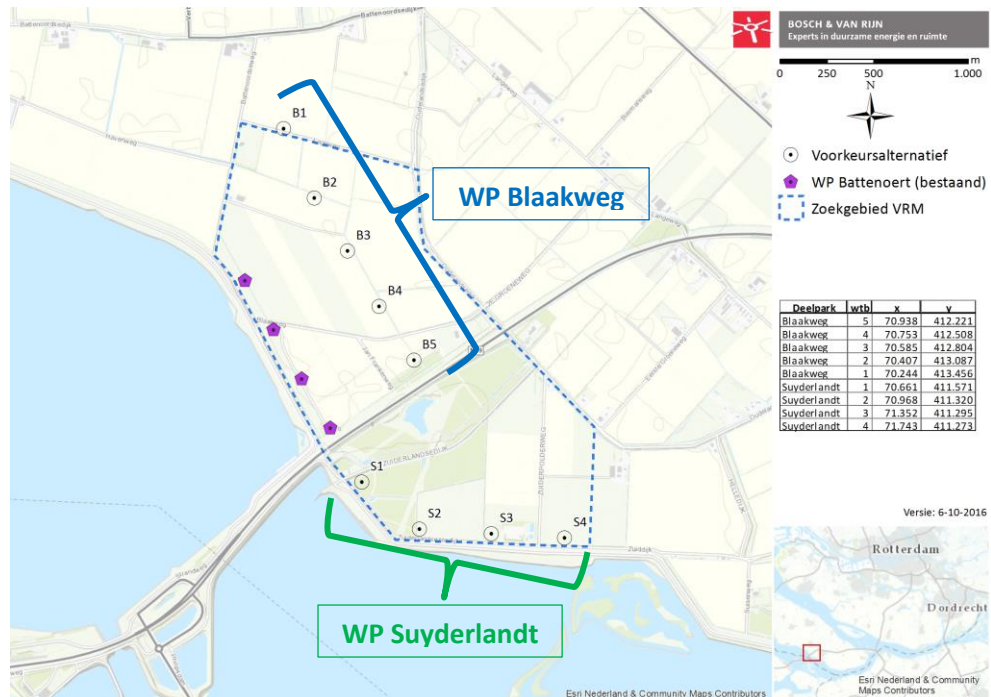 BOSCH & VAN RIJN
Experts in duurzame energie en ruimte
m
0 250 500 1.000
N
Voorkeursalternatief
WP Battenoert (bestaand)
Zoekgebied VRM
Deelpark wtb x y
Blaakweg 5 70.938 412.221
Blaakweg 4 70.753 412.508
Blaakweg 3 70.585 412.804
Blaakweg 2 70.407 413.087
Blaakweg 1 70.244 413.456
Suyderlandt 1 70.661 411.571
Suyderlandt 2 70.968 411.320
Suyderlandt 3 71.352 411.295
Suyderlandt 4 71.743 411.273
Versie: 6-10-2016
Rotterdam
Dordrecht
Esri Nederland & Community
Maps Contributors
Battenoordsedijk
B1
B2
WP Blaakweg
B3
B4
B5
ZUIDERLANDSEDIJK
S1
ZUIDERPOLDERWEG
HELLEDIJK
S2
S3
S4
Zuiddijk
WP Suyderlandt
Esri Nederland & Community Maps Contributors